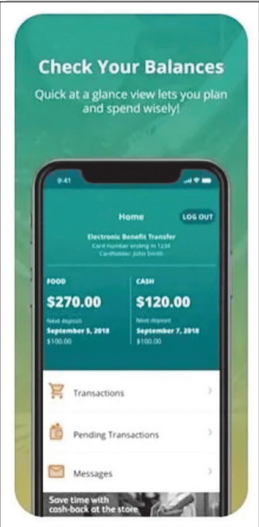 Check Your Balances
Quick at a glance view lets you plan
and spend wisely!
9:41
Home
LOG OUT
Electronic Benefit Transfer
Card number ending in 1234
Cardholder: John Smith
FOOD
CASH
$270.00
$120.00
Next deposit
Next deposit
September 5, 2018
September 7, 2018
$100.00
$100.00
Transactions
Pending Transactions
Messages
Save time with
cash-back at the store